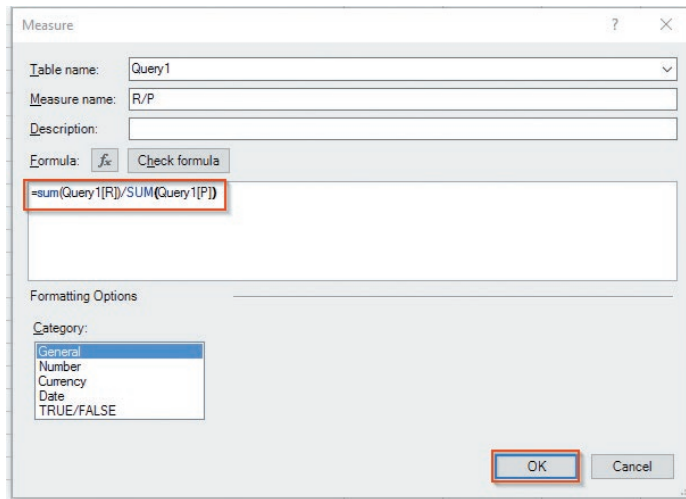 Measure ?
Table name: Query1
Measure name: R/P
Description:
Formula: fx Check formula
=sum(Query1[R])/SUM(Query1[P])
Formatting Options
Category:
General
Number
Currency
Date
TRUE/FALSE
OK Cancel